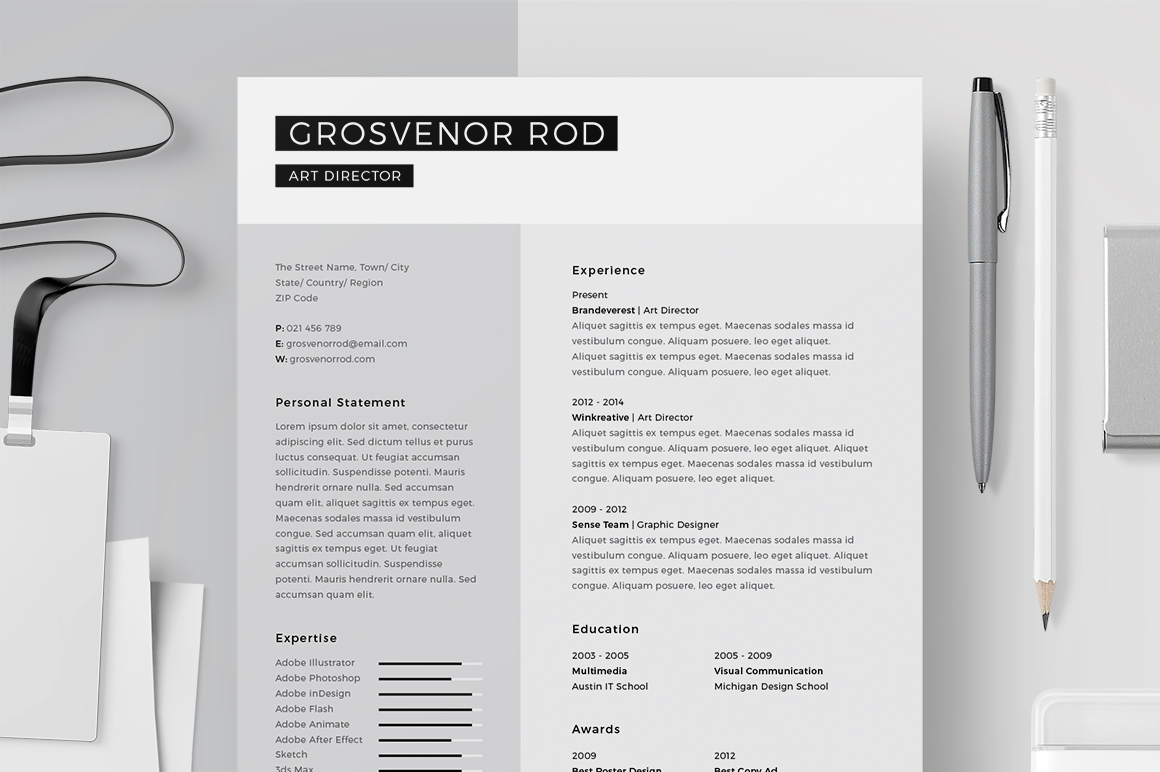 GROSVENOR ROD
ART DIRECTOR
The Street Name, Town/ City
State/ Country/ Region
ZIP Code
P: 021 456 789
E: grosvenorrod@email.com
W: grosvenorrod.com
Personal Statement
Lorem ipsum dolor sit amet, consectetur
adipiscing elit. Sed dictum tellus et purus
luctus consequat. Ut feugiat accumsan
sollicitudin. Suspendisse potenti. Mauris
hendrerit ornare nulla. Sed accumsan
quam elit, aliquet sagittis ex tempus eget.
Maecenas sodales massa id vestibulum
congue. Sed accumsan quam elit, aliquet
sagittis ex tempus eget. Ut feugiat
accumsan sollicitudin. Suspendisse
potenti. Mauris hendrerit ornare nulla. Sed
accumsan quam elit.
Expertise
Adobe Illustrator
Adobe Photoshop
Adobe inDesign
Adobe Flash
Adobe Animate
Adobe After Effect
Sketch
3ds Max
Experience
Present
Brandeverest | Art Director
Aliquet sagittis ex tempus eget. Maecenas sodales massa id
vestibulum congue. Aliquam posuere, leo eget aliquet.
Aliquet sagittis ex tempus eget. Maecenas sodales massa id
vestibulum congue. Aliquam posuere, leo eget aliquet.
2012 - 2014
Winkreative | Art Director
Aliquet sagittis ex tempus eget. Maecenas sodales massa id
vestibulum congue. Aliquam posuere, leo eget aliquet. Aliquet
sagittis ex tempus eget. Maecenas sodales massa id vestibulum
congue. Aliquam posuere, leo eget aliquet.
2009 - 2012
Sense Team | Graphic Designer
Aliquet sagittis ex tempus eget. Maecenas sodales massa id
vestibulum congue. Aliquam posuere, leo eget aliquet. Aliquet
sagittis ex tempus eget. Maecenas sodales massa id vestibulum
congue. Aliquam posuere, leo eget aliquet.
Education
2003 - 2005
Multimedia
Austin IT School
2005 - 2009
Visual Communication
Michigan Design School
Awards
2009
Best Poster Design
2012
Best Copy Ad